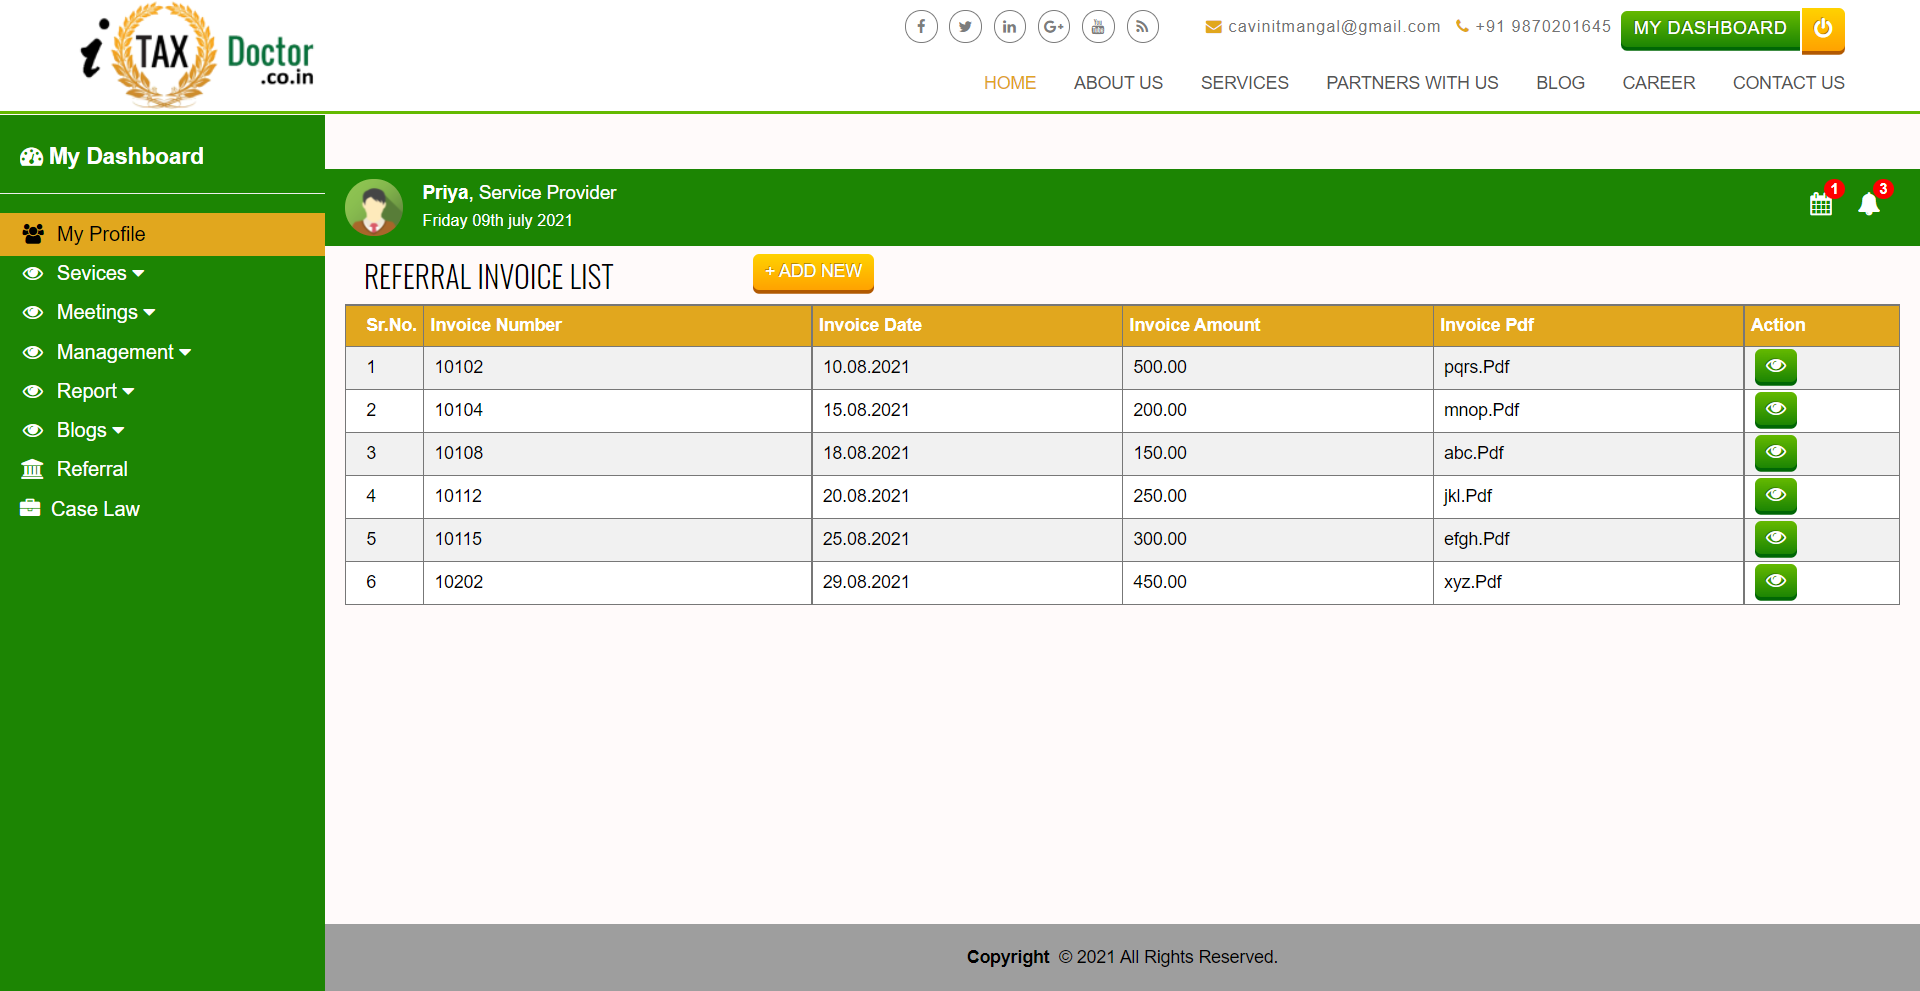 i TAX Doctor
.co.in
cavinitmangal@gmail.com +91 9870201645 MY DASHBOARD
HOME ABOUT US SERVICES PARTNERS WITH US BLOG CAREER CONTACT US
My Dashboard
My Profile
Sevices
Meetings
Management
Report
Blogs
Referral
Case Law
Priya, Service Provider
Friday 09th july 2021
1 3
REFERRAL INVOICE LIST + ADD NEW
Sr.No. Invoice Number Invoice Date Invoice Amount Invoice Pdf Action
1 10102 10.08.2021 500.00 pqrs.Pdf
2 10104 15.08.2021 200.00 mnop.Pdf
3 10108 18.08.2021 150.00 abc.Pdf
4 10112 20.08.2021 250.00 jkl.Pdf
5 10115 25.08.2021 300.00 efgh.Pdf
6 10202 29.08.2021 450.00 xyz.Pdf
Copyright © 2021 All Rights Reserved.